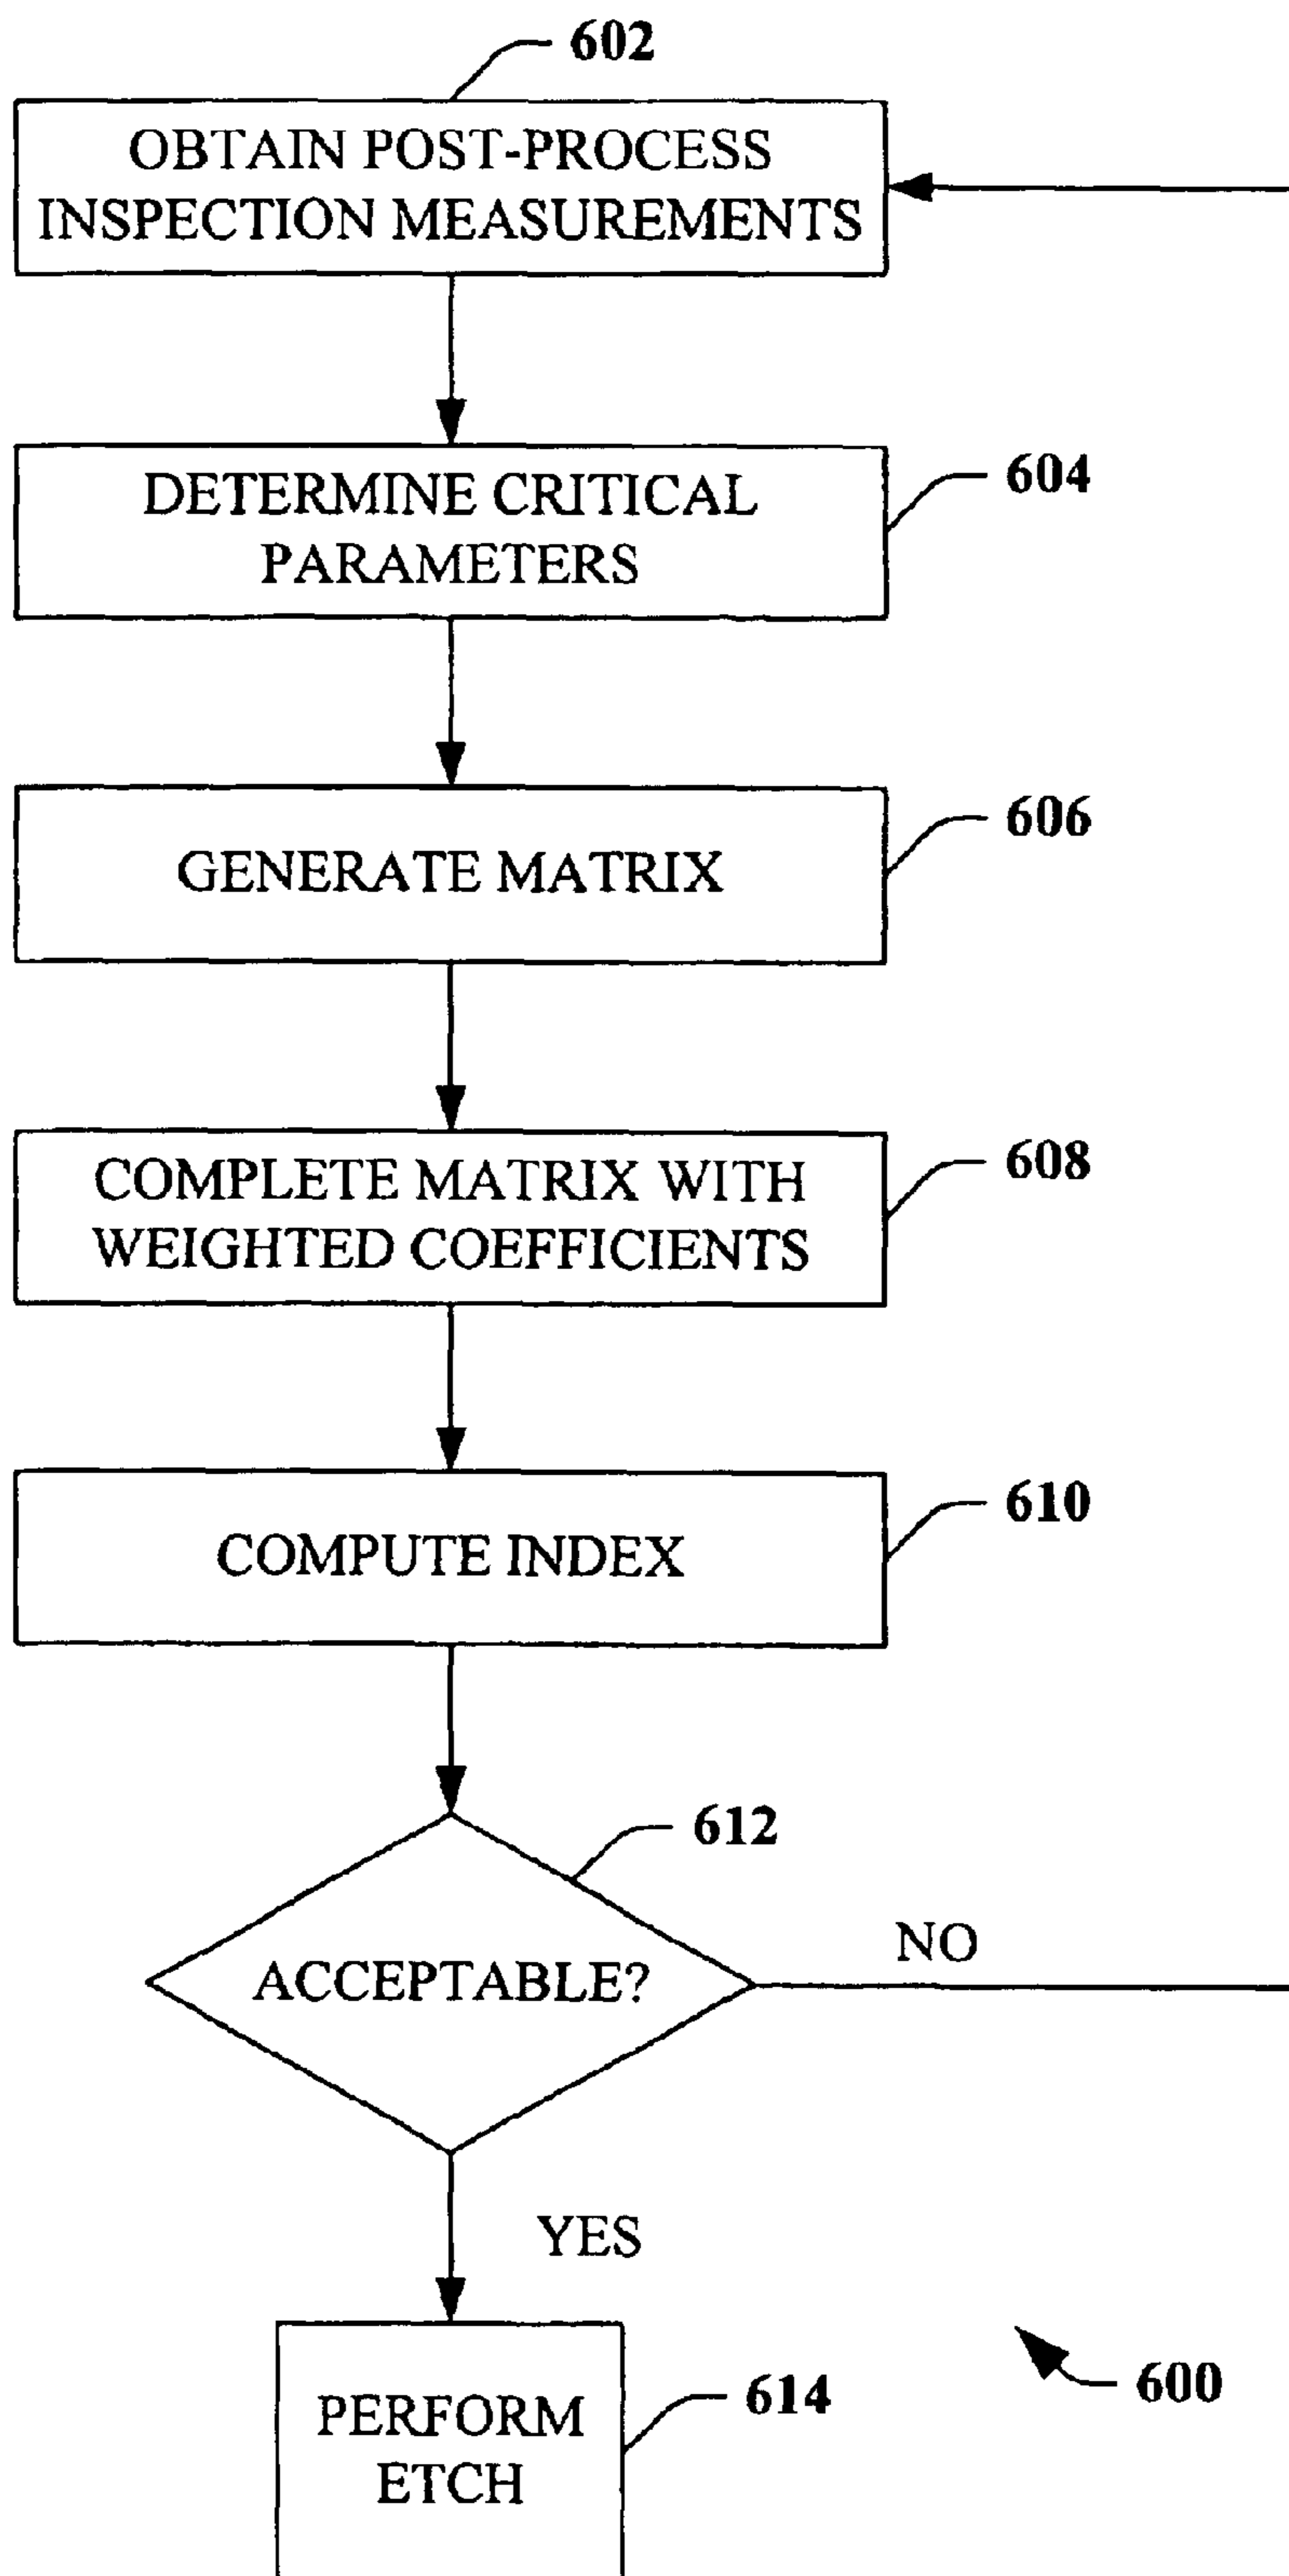 602
OBTAIN POST-PROCESS
INSPECTION MEASUREMENTS
604
DETERMINE CRITICAL
PARAMETERS
606
GENERATE MATRIX
608
COMPLETE MATRIX WITH
WEIGHTED COEFFICIENTS
610
COMPUTE INDEX
612
ACCEPTABLE?
NO
YES
614
PERFORM
ETCH
600